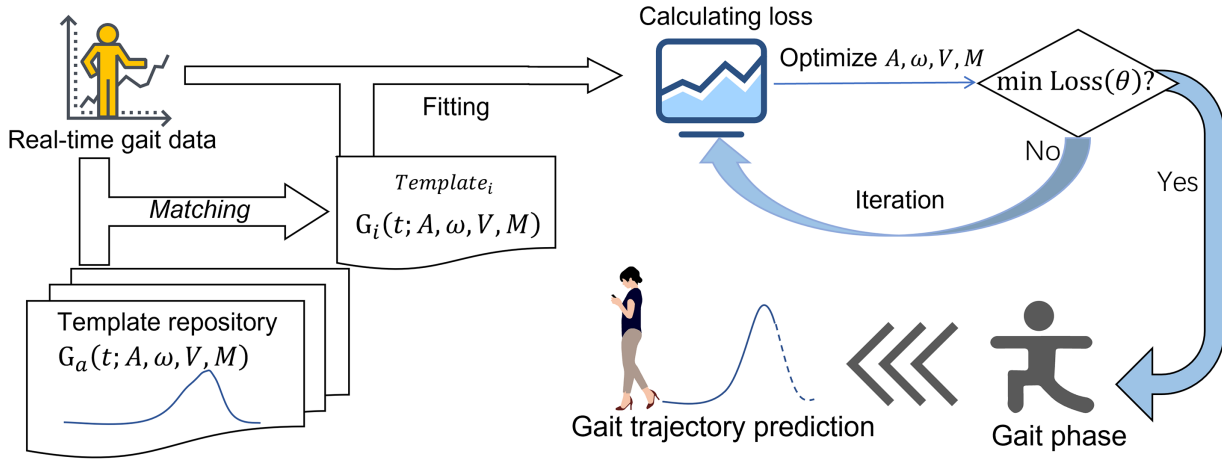 Calculating loss
Optimize A, ω, V, M
min Loss(θ)?
Fitting
Real-time gait data
No
Yes
Matching
Template_i
G_i(t; A, ω, V, M)
Iteration
Template repository
G_a(t; A, ω, V, M)
Gait trajectory prediction
Gait phase